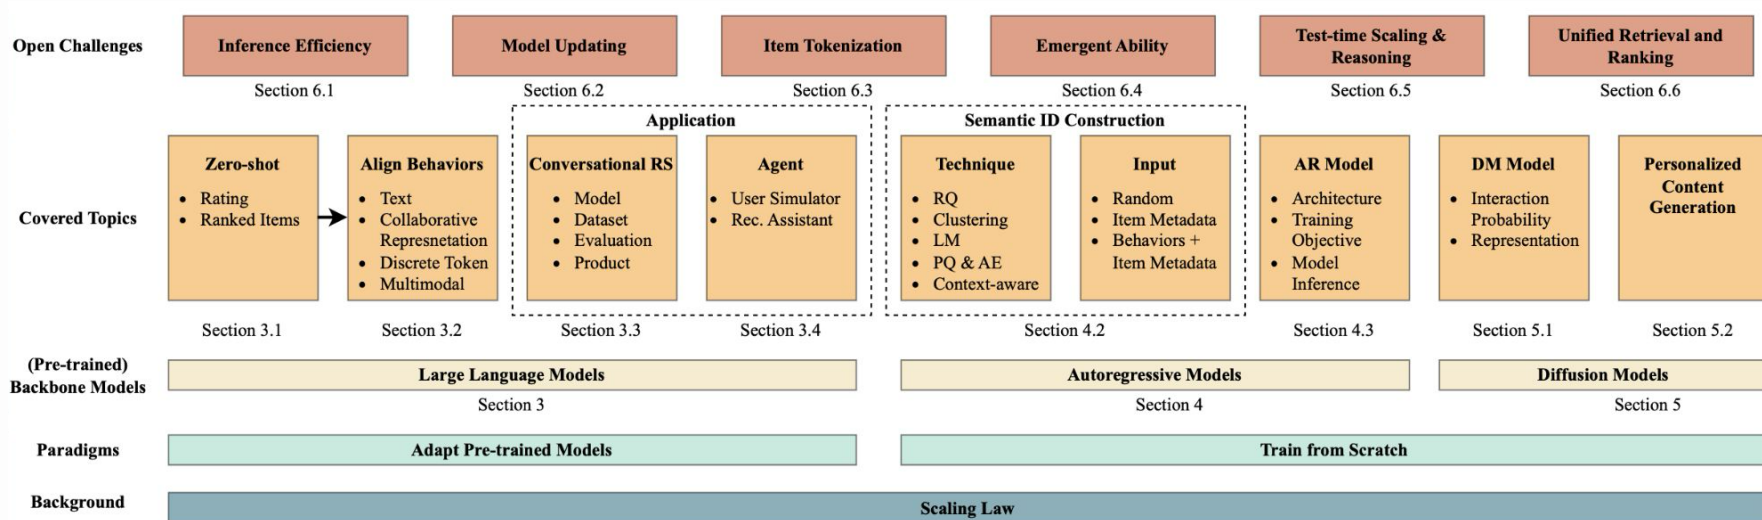 Open Challenges
Inference Efficiency
Model Updating
Item Tokenization
Emergent Ability
Test-time Scaling &
Reasoning
Unified Retrieval and
Ranking
Section 6.1
Section 6.2
Section 6.3
Section 6.4
Section 6.5
Section 6.6
Application
Semantic ID Construction
Covered Topics
Zero-shot
• Rating
• Ranked Items
Align Behaviors
• Text
• Collaborative
Represnetation
• Discrete Token
• Multimodal
Conversational RS
• Model
• Dataset
• Evaluation
• Product
Agent
• User Simulator
• Rec. Assistant
Technique
• RQ
• Clustering
• LM
• PQ & AE
• Context-aware
Input
• Random
• Item Metadata
• Behaviors +
Item Metadata
AR Model
• Architecture
• Training
Objective
• Model
Inference
DM Model
• Interaction
Probability
• Representation
Personalized
Content
Generation
Section 3.1
Section 3.2
Section 3.3
Section 3.4
Section 4.2
Section 4.3
Section 5.1
Section 5.2
(Pre-trained)
Backbone Models
Large Language Models
Autoregressive Models
Diffusion Models
Section 3
Section 4
Section 5
Paradigms
Adapt Pre-trained Models
Train from Scratch
Background
Scaling Law